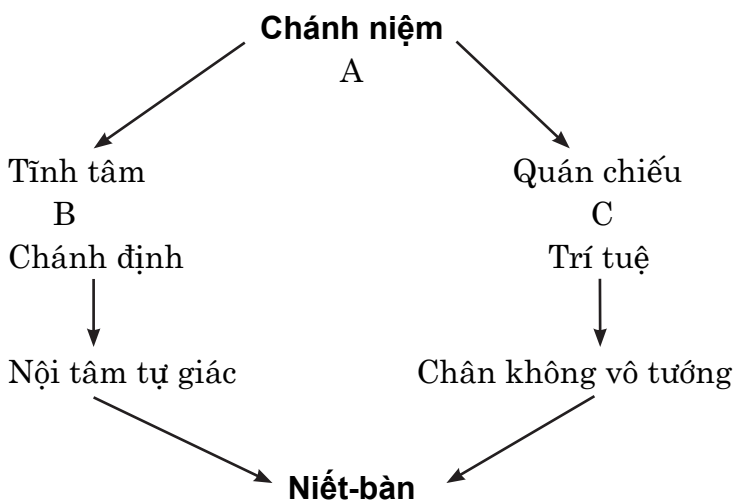 Chánh niệm
A
Tĩnh tâm
Quán chiếu
B
C
Chánh định
Trí tuệ
Nội tâm tự giác
Chân không vô tướng
Niết-bàn